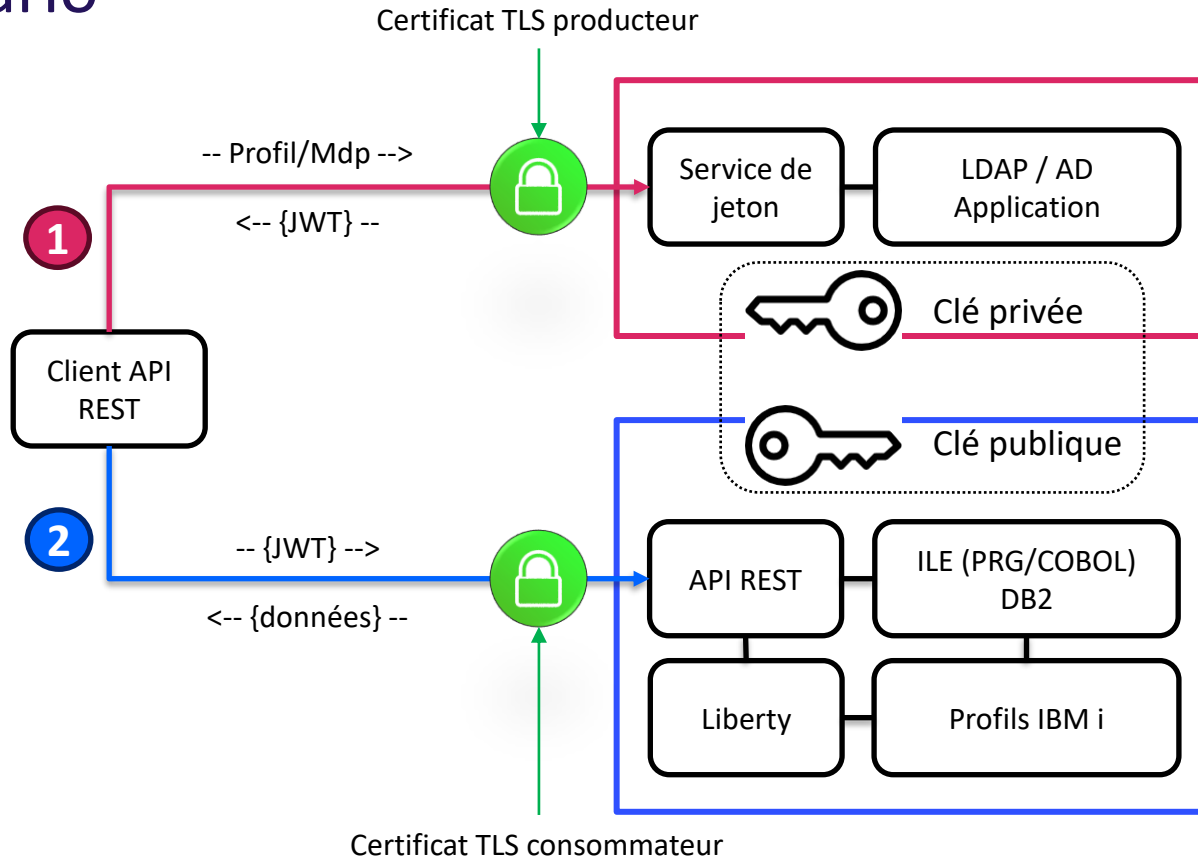 Certificat TLS producteur
-- Profil/Mdp -->
<-- {JWT} --
Service de
jeton
LDAP / AD
Application
1
Clé privée
Client API
REST
Clé publique
2
-- {JWT} -->
<-- {données} --
API REST
ILE (PRG/COBOL)
DB2
Liberty
Profils IBM i
Certificat TLS consommateur